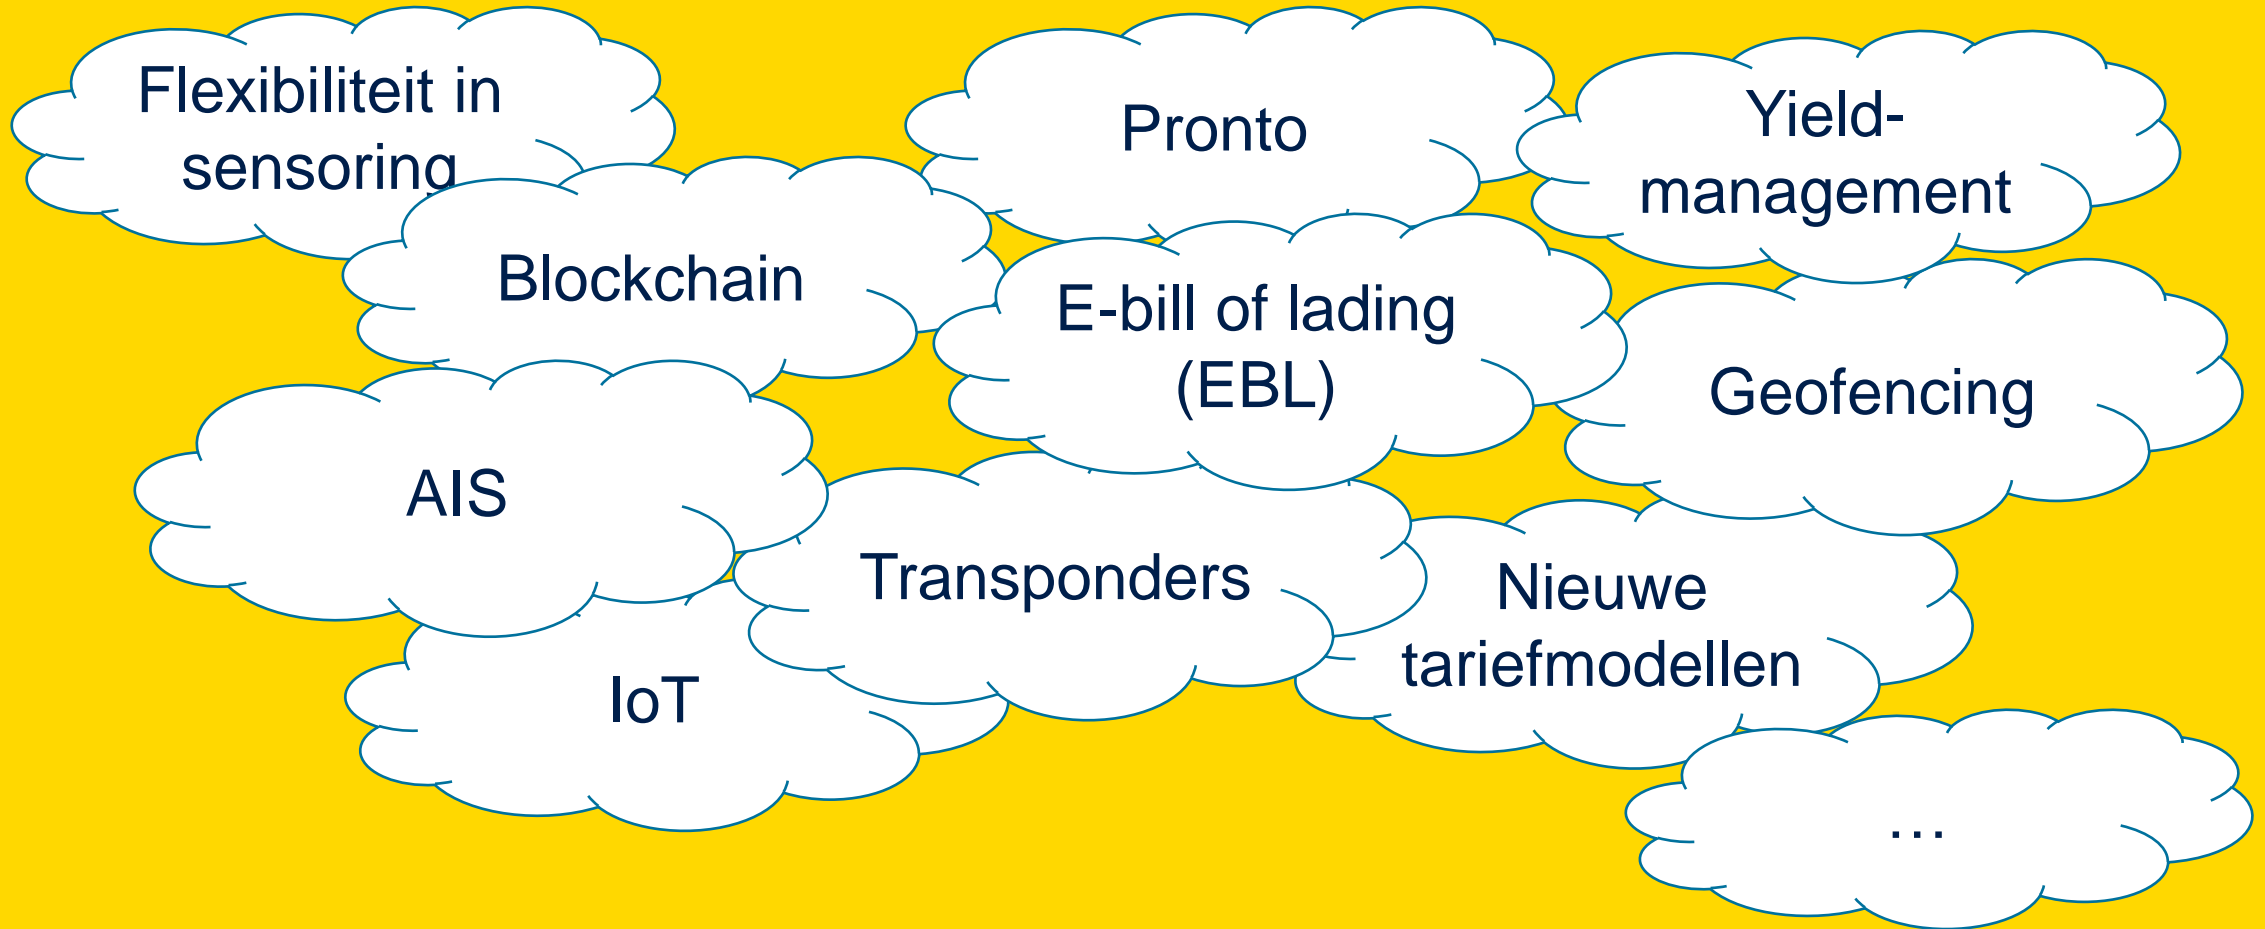 Flexibiliteit in
sensoring
Pronto
Yield-
management
Blockchain
E-bill of lading
(EBL)
Geofencing
AIS
Transponders
Nieuwe
tariefmodellen
IoT
…